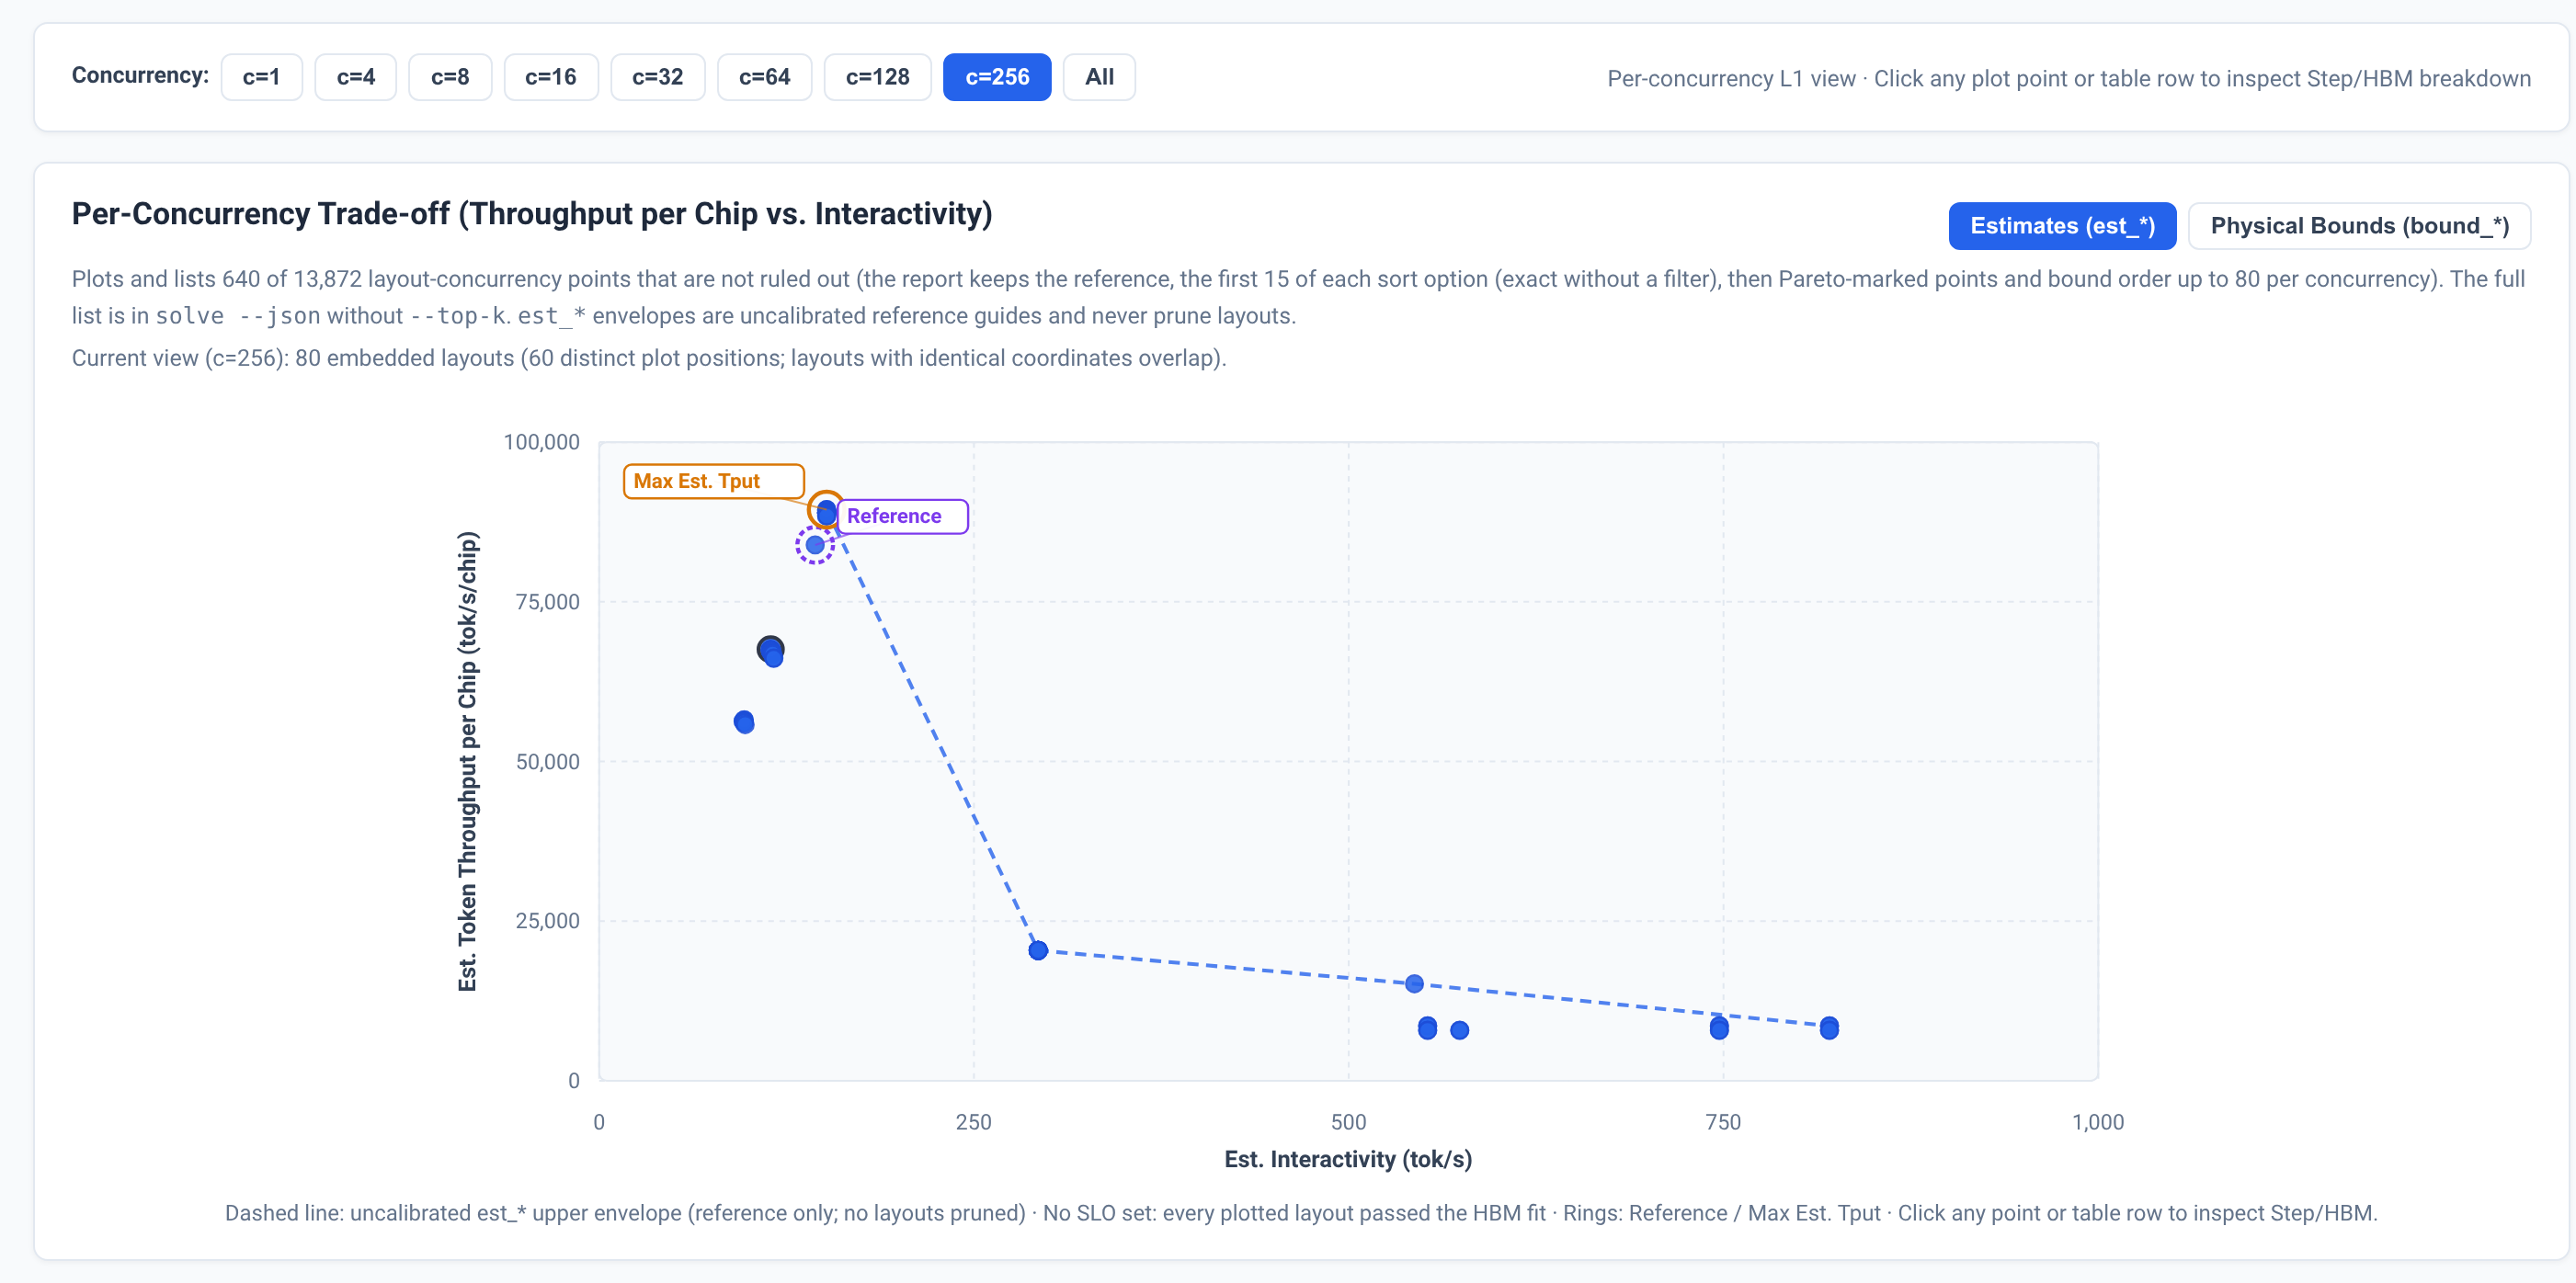 Concurrency: c=1 c=4 c=8 c=16 c=32 c=64 c=128 c=256 All
Per-concurrency L1 view · Click any plot point or table row to inspect Step/HBM breakdown
Per-Concurrency Trade-off (Throughput per Chip vs. Interactivity)
Estimates (est_*) Physical Bounds (bound_*)
Plots and lists 640 of 13,872 layout-concurrency points that are not ruled out (the report keeps the reference, the first 15 of each sort option (exact without a filter), then Pareto-marked points and bound order up to 80 per concurrency). The full
list is in solve --json without --top-k. est_* envelopes are uncalibrated reference guides and never prune layouts.
Current view (c=256): 80 embedded layouts (60 distinct plot positions; layouts with identical coordinates overlap).
Est. Token Throughput per Chip (tok/s/chip)
100,000
75,000
50,000
25,000
0
Max Est. Tput
Reference
0 250 500 750 1,000
Est. Interactivity (tok/s)
Dashed line: uncalibrated est_* upper envelope (reference only; no layouts pruned) · No SLO set: every plotted layout passed the HBM fit · Rings: Reference / Max Est. Tput · Click any point or table row to inspect Step/HBM.